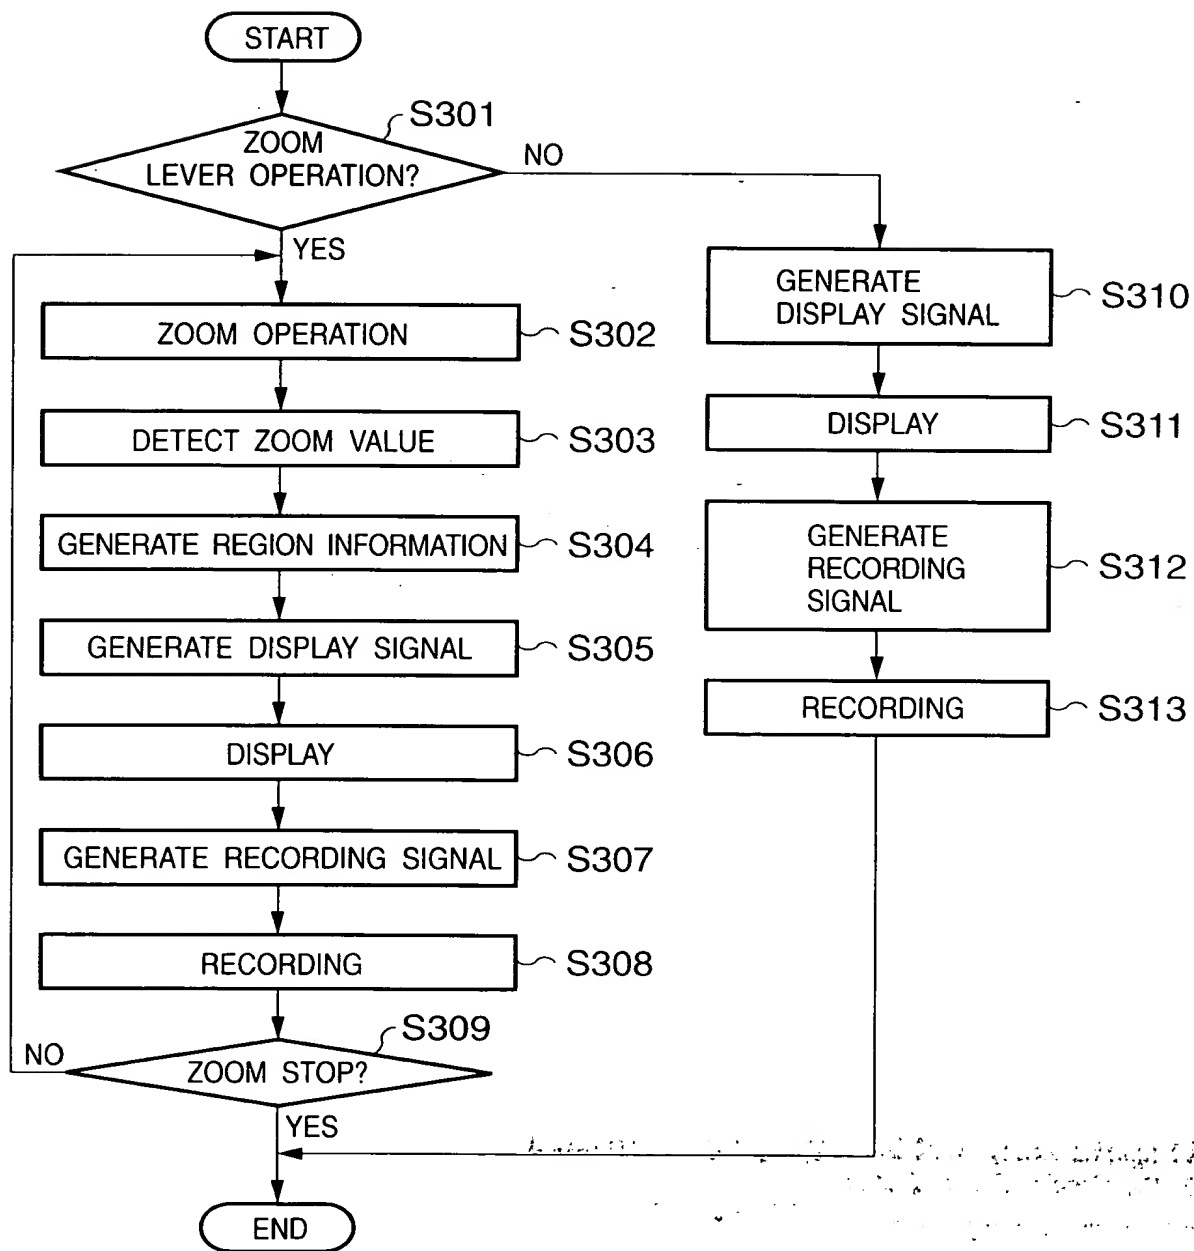 START
S301
ZOOM
LEVER OPERATION?
NO
YES
ZOOM OPERATION
S302
DETECT ZOOM VALUE
S303
GENERATE REGION INFORMATION
S304
GENERATE DISPLAY SIGNAL
S305
DISPLAY
S306
GENERATE RECORDING SIGNAL
S307
RECORDING
S308
S309
NO
ZOOM STOP?
YES
END
GENERATE
DISPLAY SIGNAL
S310
DISPLAY
S311
GENERATE
RECORDING
SIGNAL
S312
RECORDING
S313